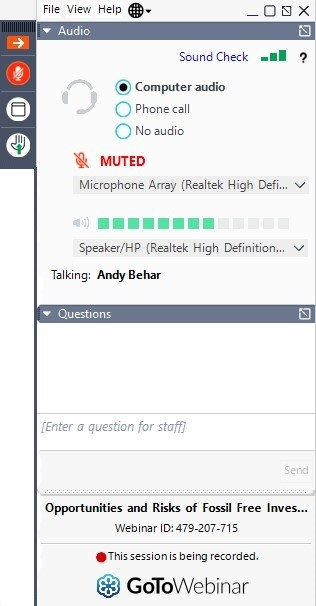 File View Help
Audio
Sound Check ?
Computer audio
Phone call
No audio
MUTED
Microphone Array (Realtek High Defi...
Speaker/HP (Realtek High Definition...
Talking: Andy Behar
Questions
[Enter a question for staff]
Send
Opportunities and Risks of Fossil Free Inves...
Webinar ID: 479-207-715
This session is being recorded.
GoToWebinar